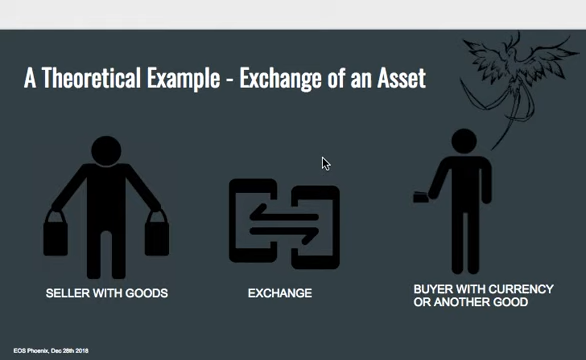 A Theoretical Example - Exchange of an Asset
SELLER WITH GOODS
EXCHANGE
BUYER WITH CURRENCY
OR ANOTHER GOOD
EOS Phoenix, Dec 28th 2018